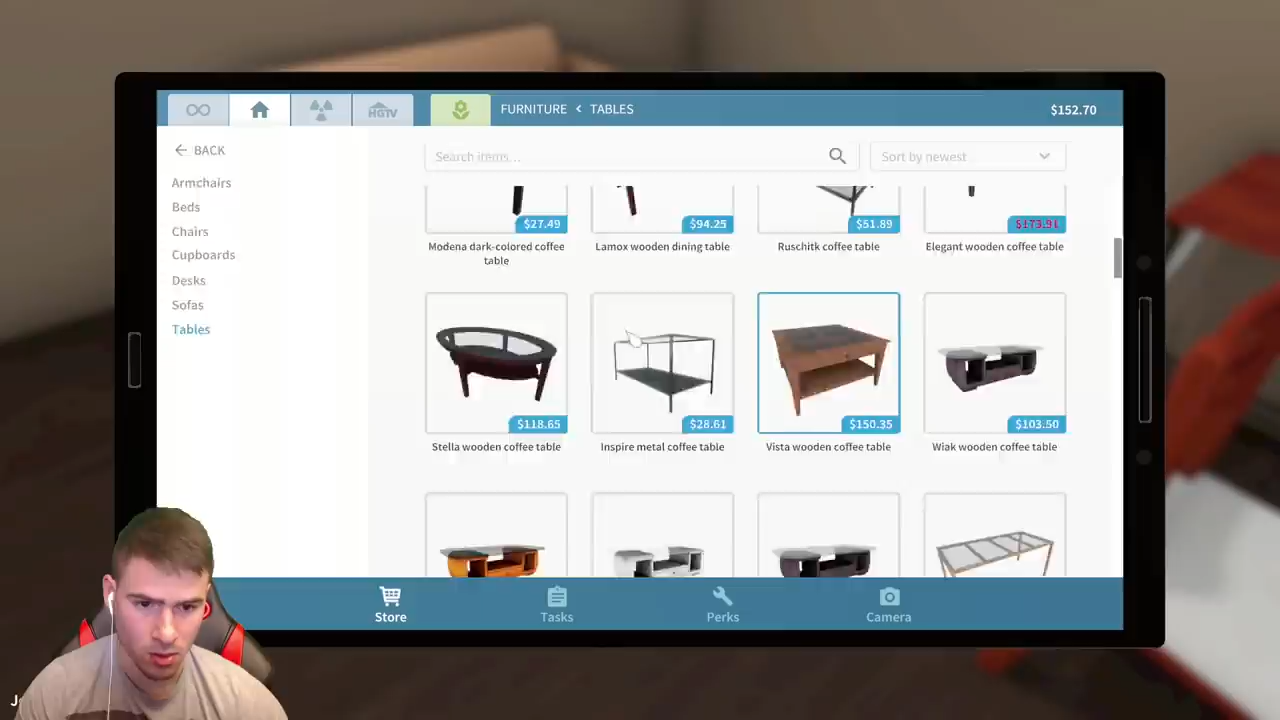 HGTV
FURNITURE < TABLES
$152.70
← BACK
Search items...
Sort by newest
Armchairs
Beds
Chairs
Cupboards
Desks
Sofas
Tables
$27.49
$94.25
$51.89
$173.91
Modena dark-colored coffee
table
Lamox wooden dining table
Ruschitk coffee table
Elegant wooden coffee table
$118.65
$28.61
$150.35
$103.50
Stella wooden coffee table
Inspire metal coffee table
Vista wooden coffee table
Wiak wooden coffee table
Store
Tasks
Perks
Camera